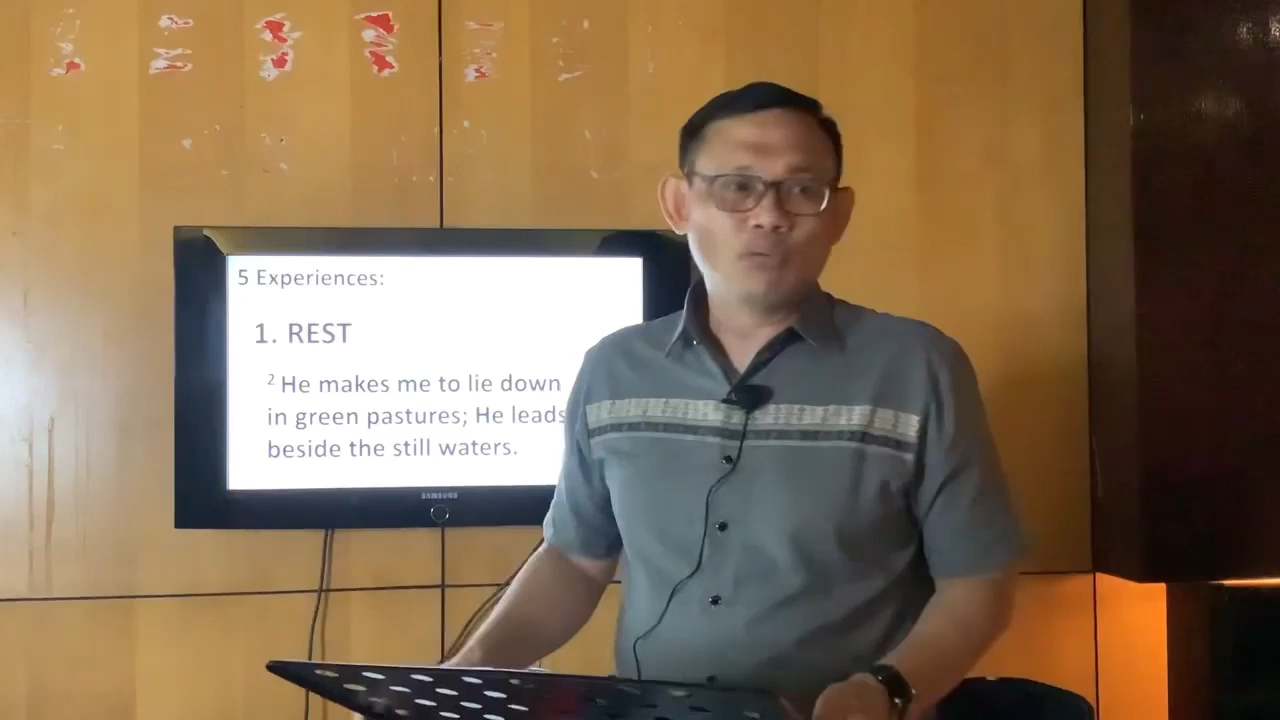 5 Experiences:
1. REST
2 He makes me to lie down
in green pastures; He leads
beside the still waters.
SAMSUNG